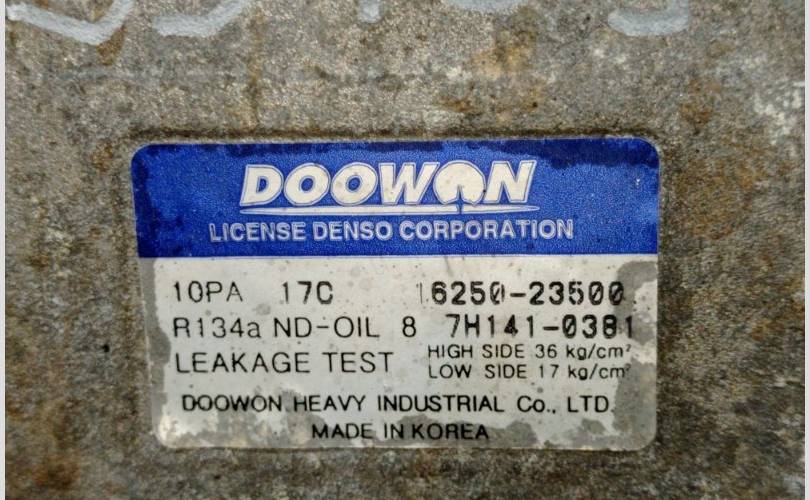 DOOWON
LICENSE DENSO CORPORATION
10PA 17C 16250-23500
R134a ND-OIL 8 7H141-0381
LEAKAGE TEST HIGH SIDE 36 kg/cm²
LOW SIDE 17 kg/cm²
DOOWON HEAVY INDUSTRIAL Co., LTD.
MADE IN KOREA